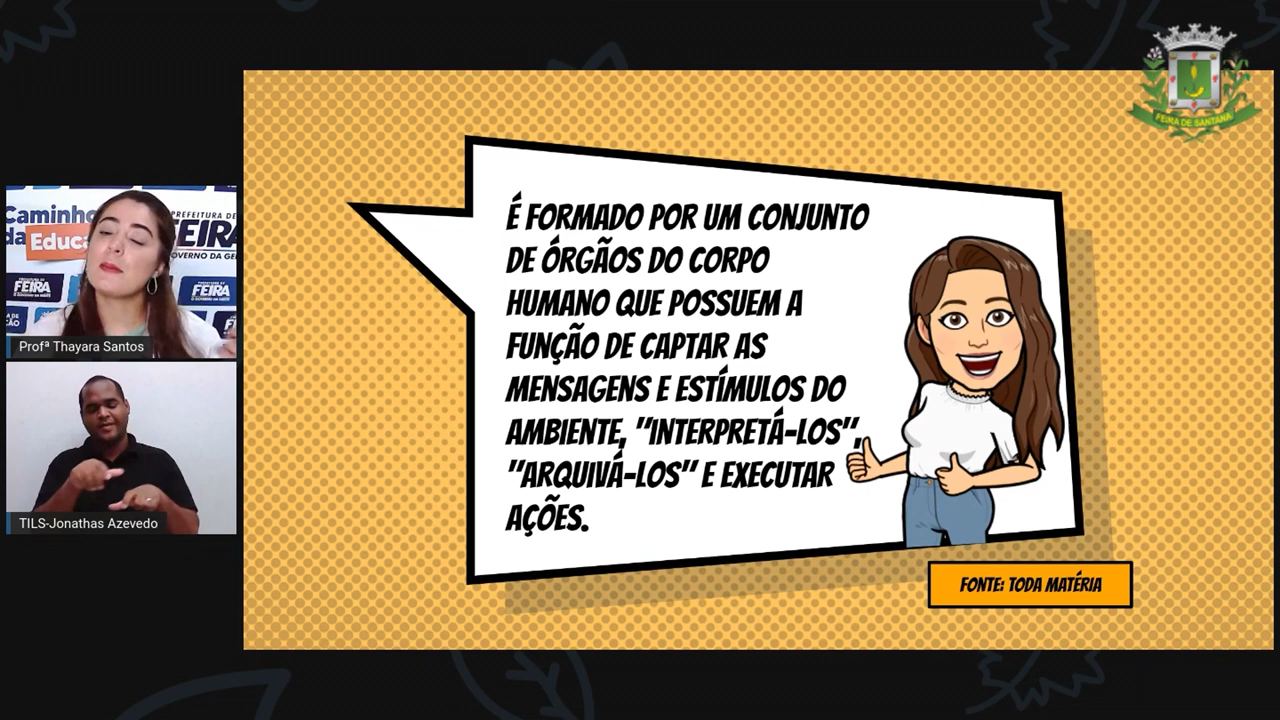 FEIRA DE SANTANA
É FORMADO POR UM CONJUNTO
DE ÓRGÃOS DO CORPO
HUMANO QUE POSSUEM A
FUNÇÃO DE CAPTAR AS
MENSAGENS E ESTÍMULOS DO
AMBIENTE, "INTERPRETÁ-LOS",
"ARQUIVÁ-LOS" E EXECUTAR
AÇÕES.
FONTE: TODA MATÉRIA
Caminho
da Educa
PREFEITURA DE
FEIRA
GOVERNO DA GE
FEIRA
FEIRA
Profª Thayara Santos
TILS-Jonathas Azevedo